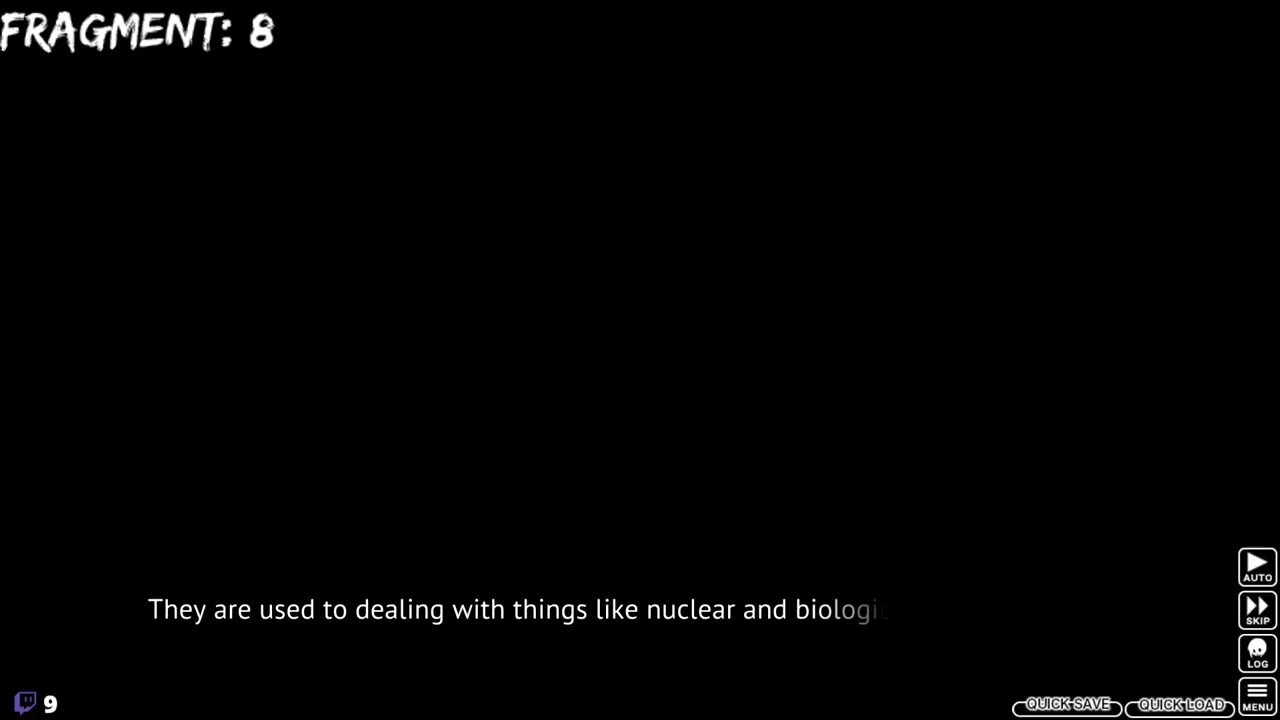 FRAGMENT: 8
They are used to dealing with things like nuclear and biologic
AUTO
SKIP
LOG
MENU
9
QUICK SAVE
QUICK LOAD